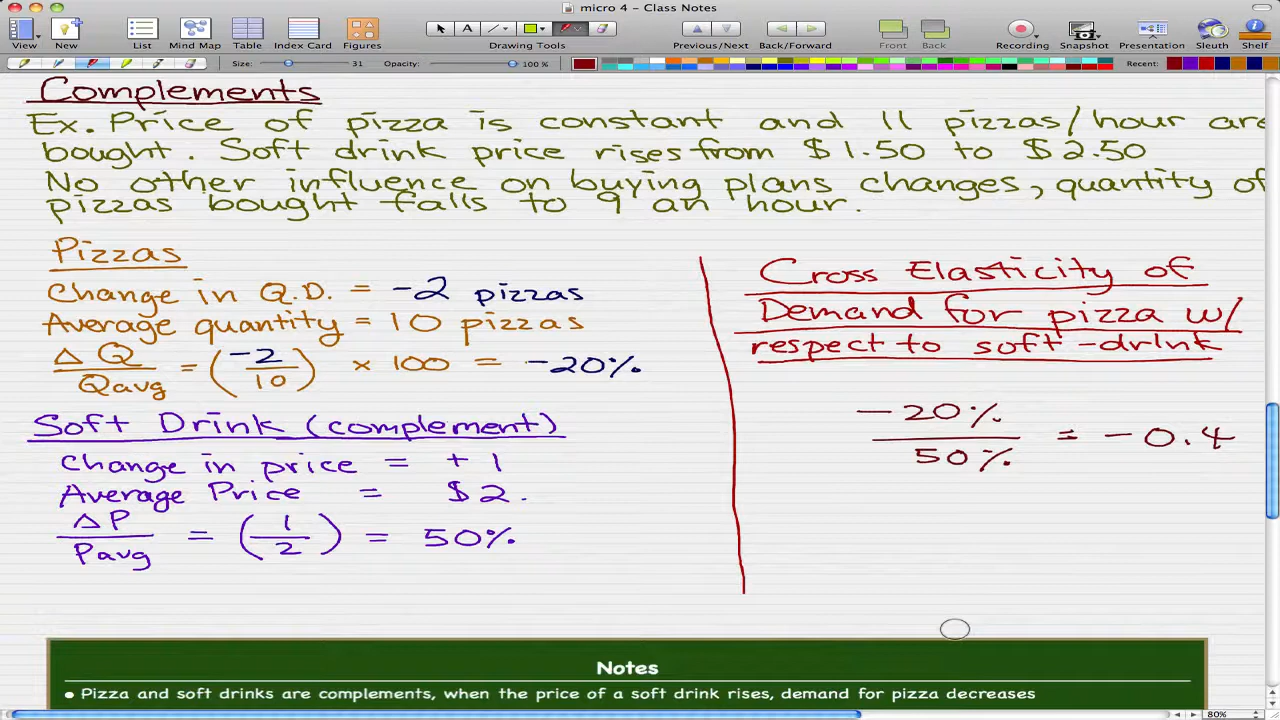 micro 4 - Class Notes
View New List Mind Map Table Index Card Figures Drawing Tools Previous/Next Back/Forward Front Back Recording Snapshot Presentation Sleuth Shelf
Size: 31 Opacity: 100 % Recent:
Complements
Ex. Price of pizza is constant and 11 pizzas/hour are
bought. Soft drink price rises from $1.50 to $2.50
No other influence on buying plans changes, quantity of
pizzas bought falls to 9 an hour.
Pizzas
Change in Q.D. = -2 pizzas
Average quantity = 10 pizzas
ΔQ/Qavg = (-2/10) x 100 = -20%
Soft Drink (complement)
Change in price = +1
Average Price = $2.
ΔP/Pavg = (1/2) = 50%
Cross Elasticity of
Demand for pizza w/
respect to soft-drink
-20%/50% = -0.4
Notes
• Pizza and soft drinks are complements, when the price of a soft drink rises, demand for pizza decreases
80%